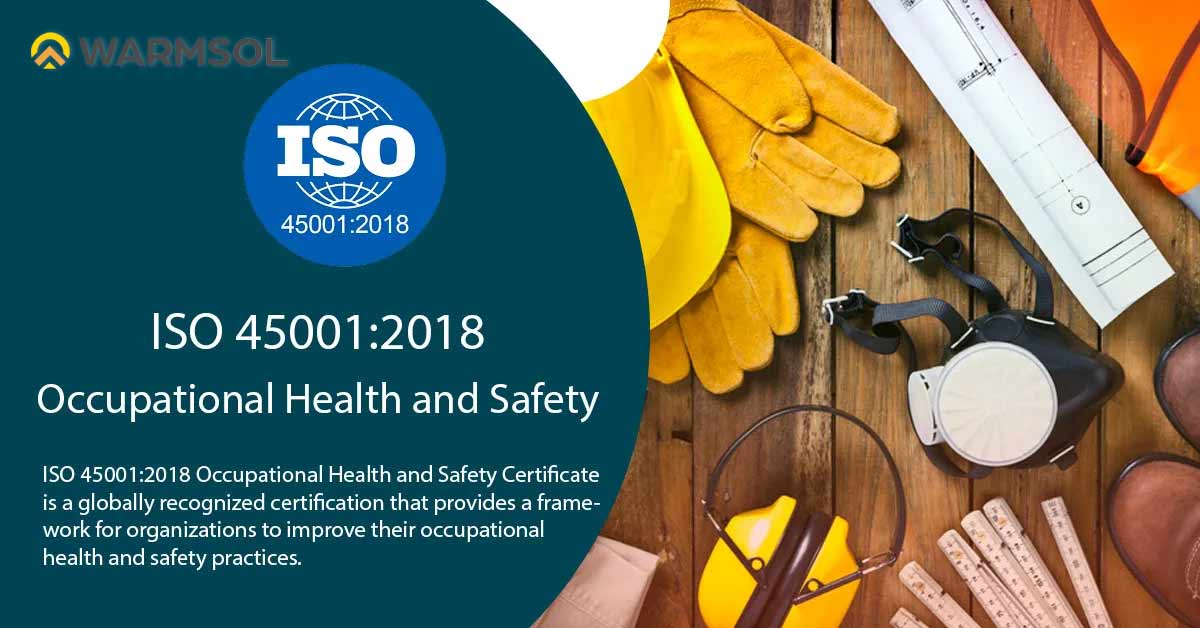 WARMSOL
ISO
45001:2018
ISO 45001:2018
Occupational Health and Safety
ISO 45001:2018 Occupational Health and Safety Certificate
is a globally recognized certification that provides a frame-
work for organizations to improve their occupational
health and safety practices.
A